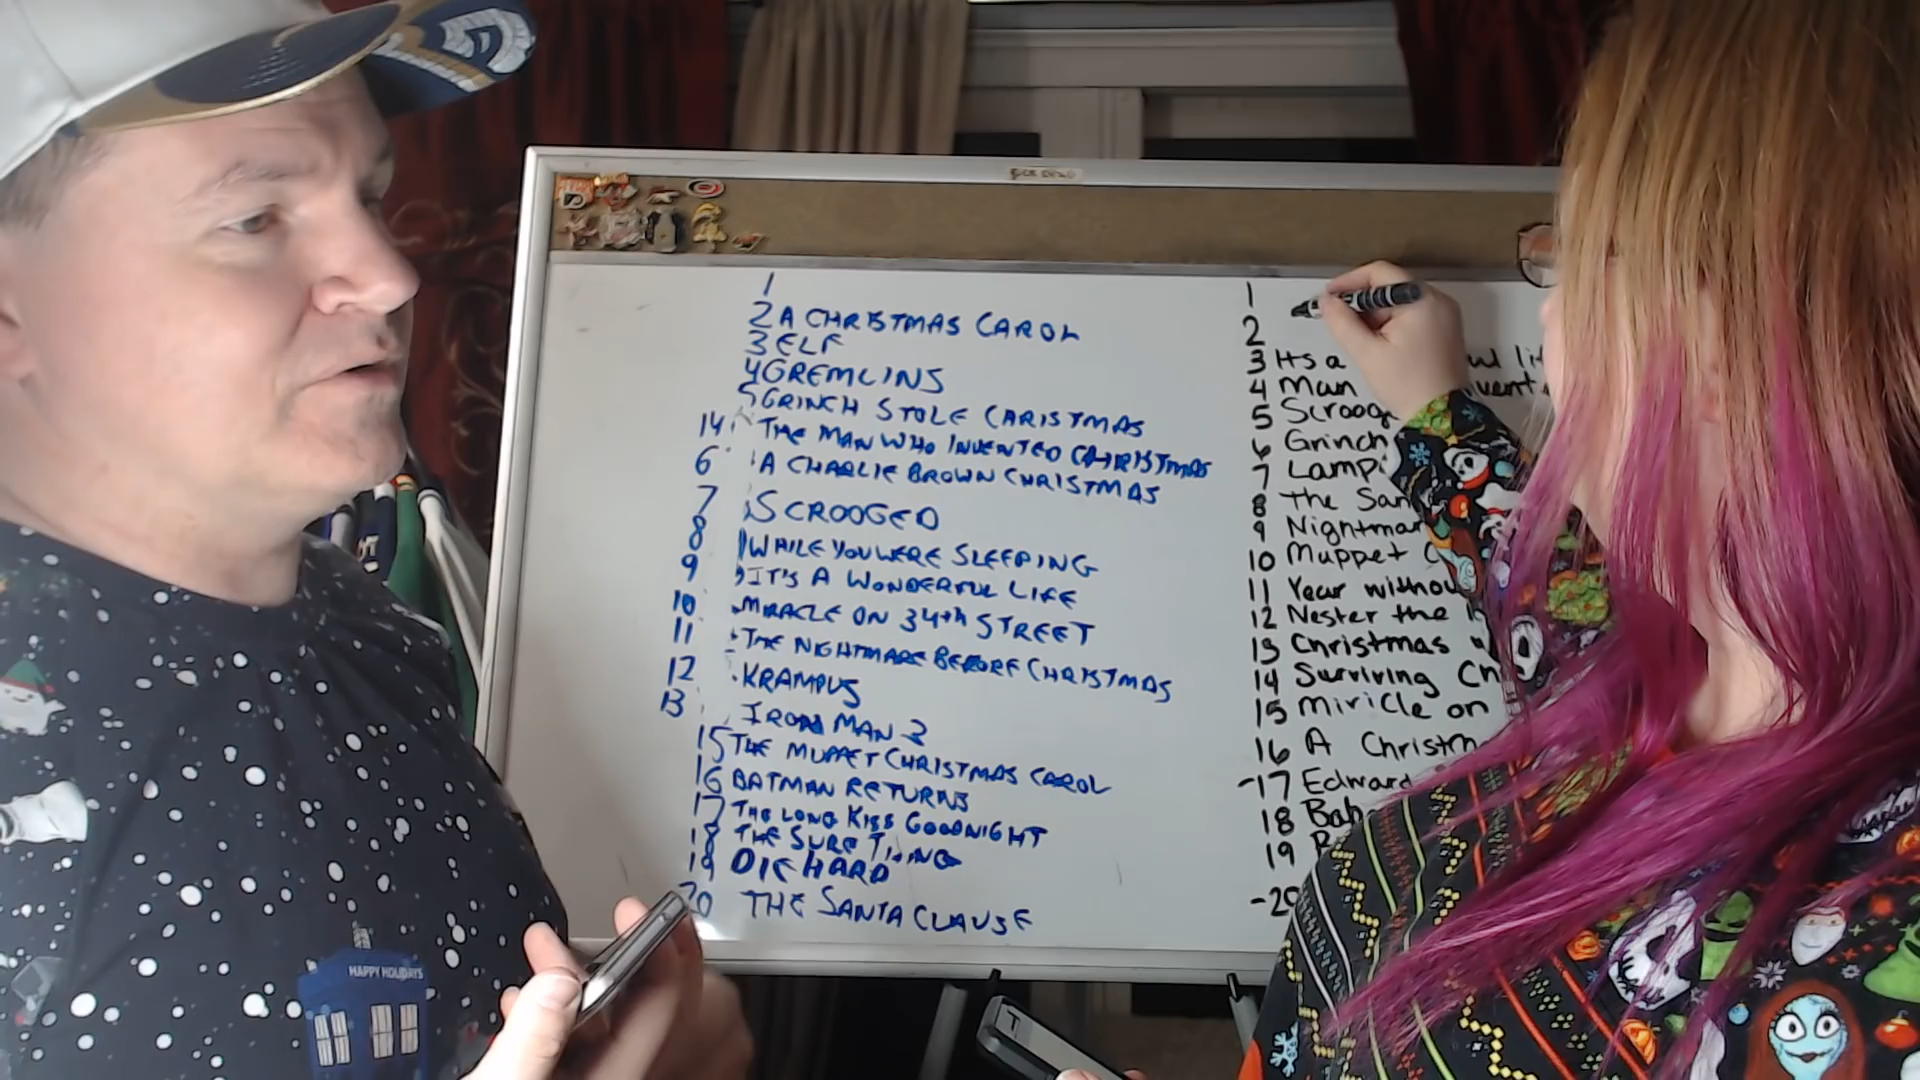 1
2 A CHRISTMAS CAROL
3 ELF
4 GREMLINS
5 GRINCH STOLE CHRISTMAS
14 THE MAN WHO INVENTED CHRISTMAS
6 A CHARLIE BROWN CHRISTMAS
7 SCROOGED
8 WHILE YOU WERE SLEEPING
9 IT'S A WONDERFUL LIFE
10 MIRACLE ON 34th STREET
11 THE NIGHTMARE BEFORE CHRISTMAS
12 KRAMPUS
13 IRON MAN 3
15 THE MUPPET CHRISTMAS CAROL
16 BATMAN RETURNS
17 THE LONG KISS GOODNIGHT
18 THE SURE THING
19 DIE HARD
20 THE SANTA CLAUSE
1
2
3 Its a
4 Man
5 Scrooge
6 Grinch
7
8 The San
9 Nightmar
10 Muppet C
11 Year withou
12 Nester the
13 Christmas
14 Surviving
15 Miricle on
16 A Christm
-17 Edward
18
19
-20
HAPPY HOLIDAYS